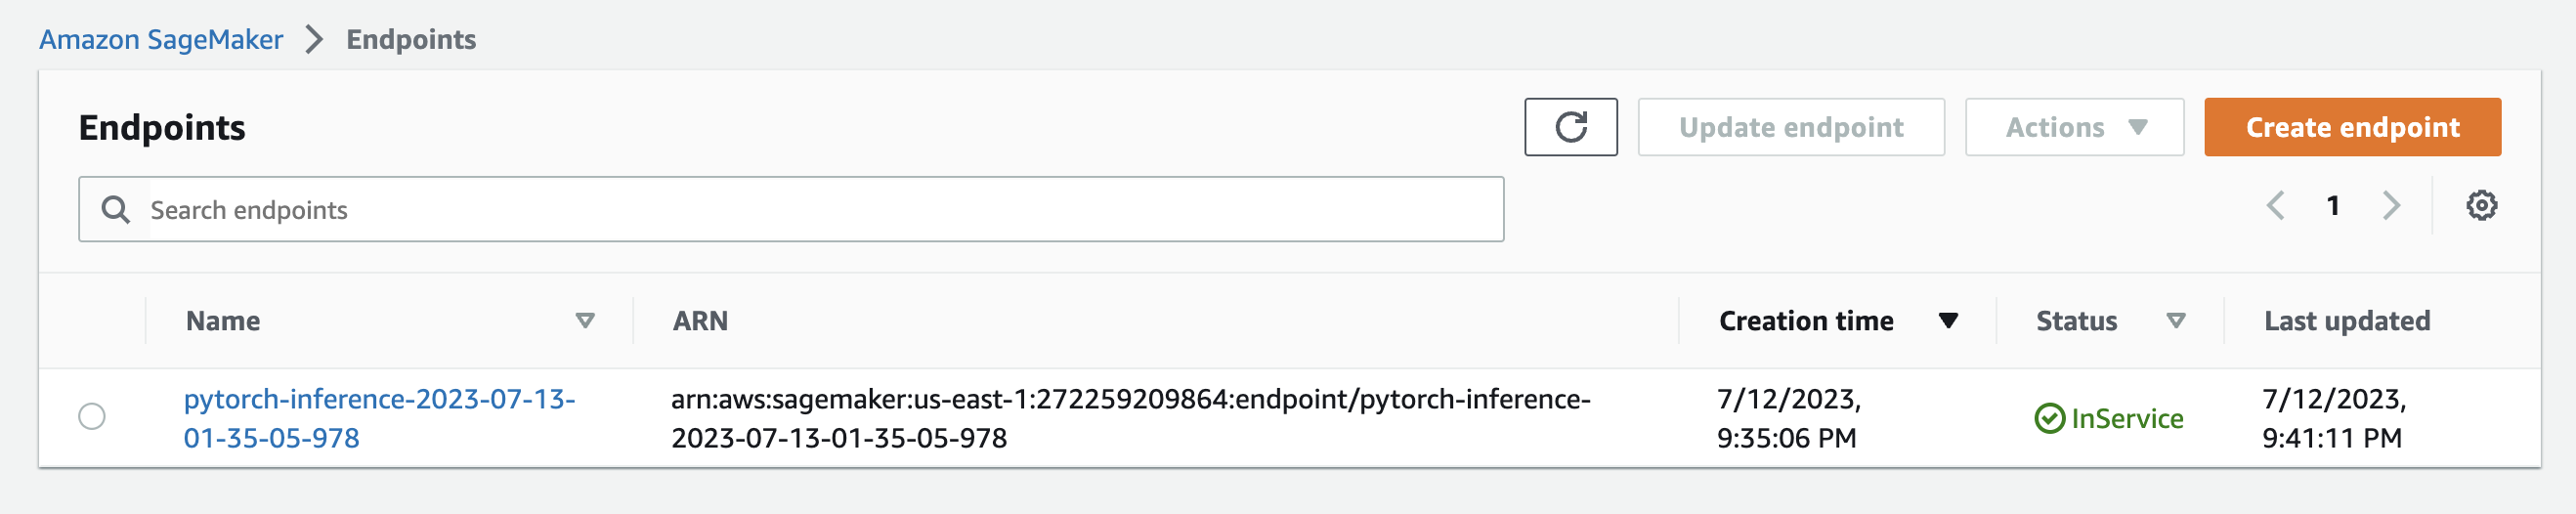 Amazon SageMaker > Endpoints
Endpoints
Update endpoint
Actions
Create endpoint
Search endpoints
1
Name
ARN
Creation time
Status
Last updated
pytorch-inference-2023-07-13-
01-35-05-978
arn:aws:sagemaker:us-east-1:272259209864:endpoint/pytorch-inference-
2023-07-13-01-35-05-978
7/12/2023,
9:35:06 PM
InService
7/12/2023,
9:41:11 PM